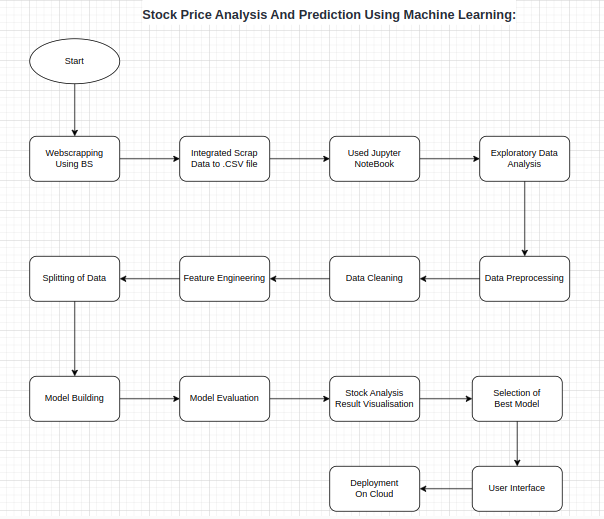 Stock Price Analysis And Prediction Using Machine Learning:
Start
Webscrapping
Using BS
Integrated Scrap
Data to .CSV file
Used Jupyter
NoteBook
Exploratory Data
Analysis
Splitting of Data
Feature Engineering
Data Cleaning
Data Preprocessing
Model Building
Model Evaluation
Stock Analysis
Result Visualisation
Selection of
Best Model
Deployment
On Cloud
User Interface